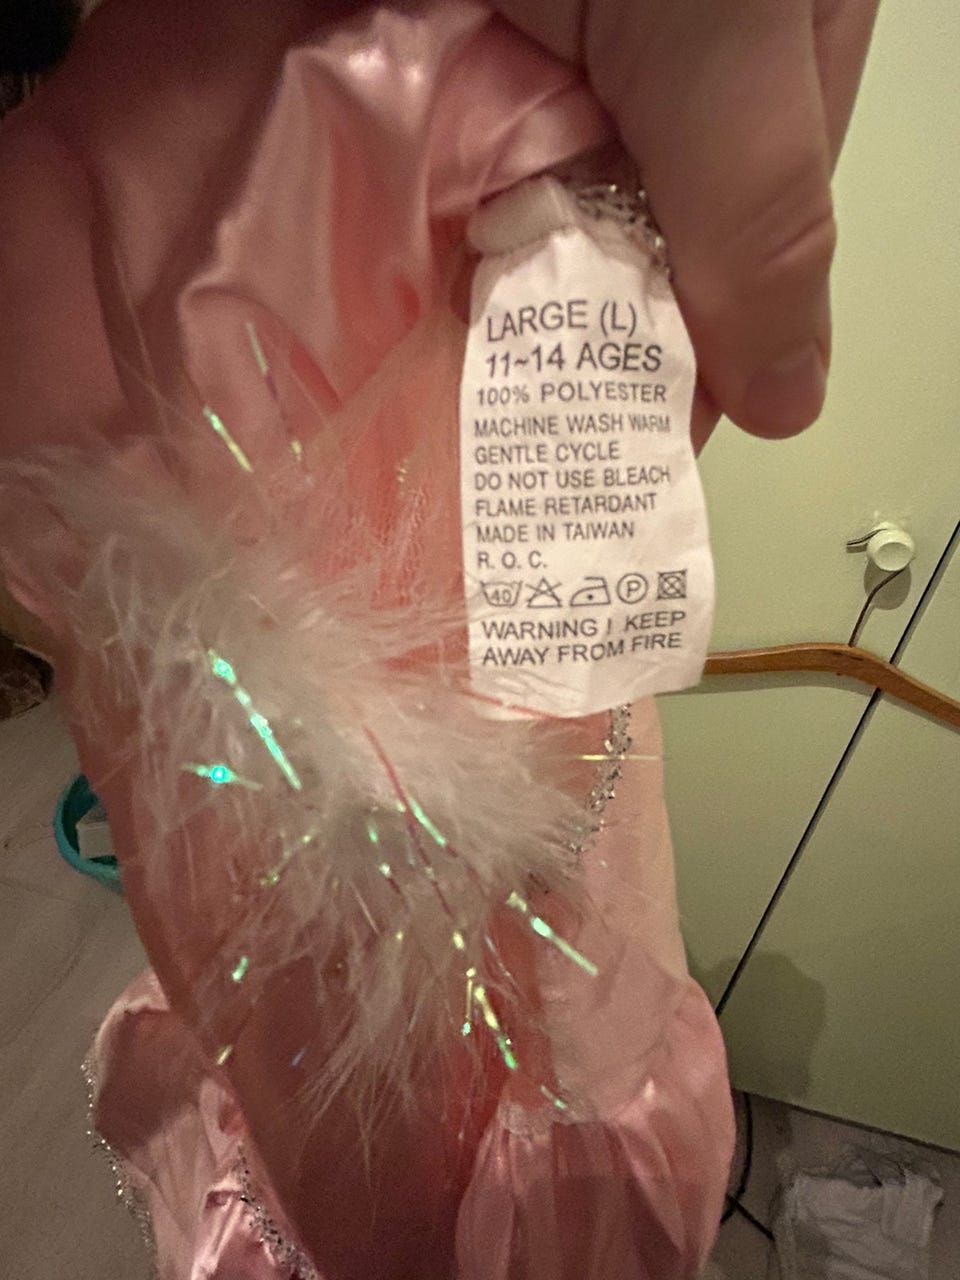 LARGE (L)
11~14 AGES
100% POLYESTER
MACHINE WASH WARM
GENTLE CYCLE
DO NOT USE BLEACH
FLAME RETARDANT
MADE IN TAIWAN
R. O. C.
40 P
WARNING ! KEEP
AWAY FROM FIRE